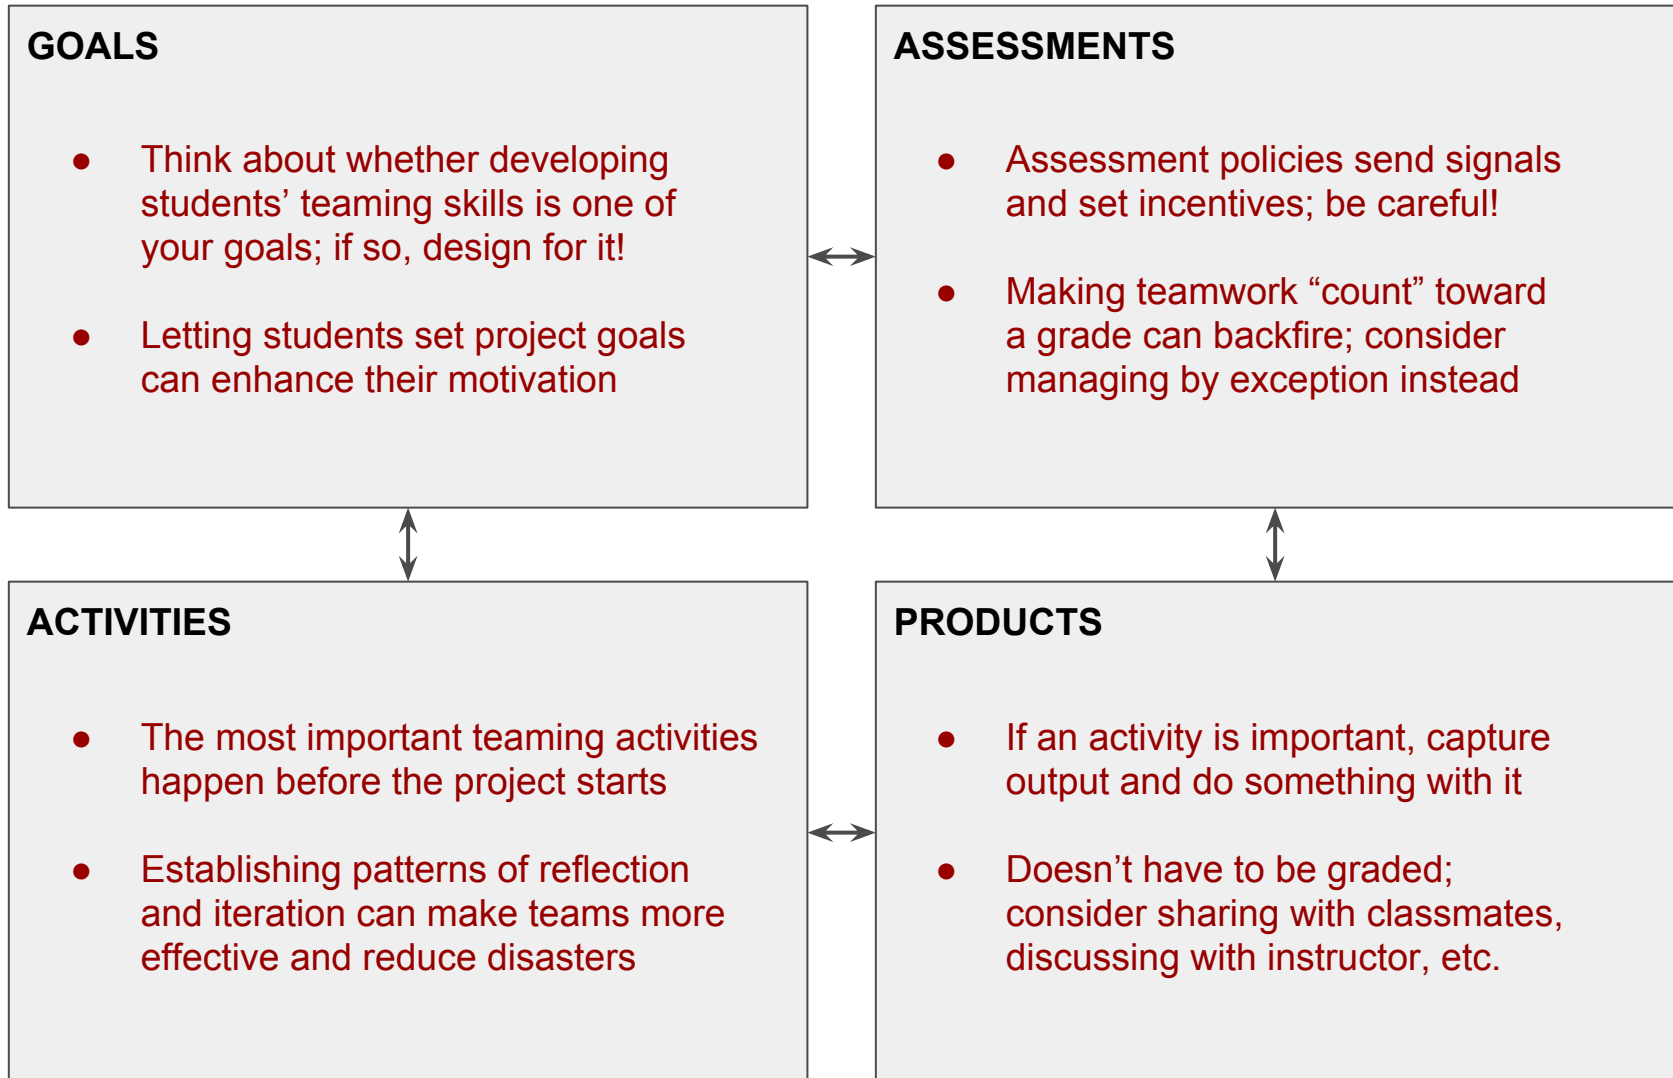 GOALS
● Think about whether developing
students’ teaming skills is one of
your goals; if so, design for it!
● Letting students set project goals
can enhance their motivation
ASSESSMENTS
● Assessment policies send signals
and set incentives; be careful!
● Making teamwork “count” toward
a grade can backfire; consider
managing by exception instead
ACTIVITIES
● The most important teaming activities
happen before the project starts
● Establishing patterns of reflection
and iteration can make teams more
effective and reduce disasters
PRODUCTS
● If an activity is important, capture
output and do something with it
● Doesn’t have to be graded;
consider sharing with classmates,
discussing with instructor, etc.